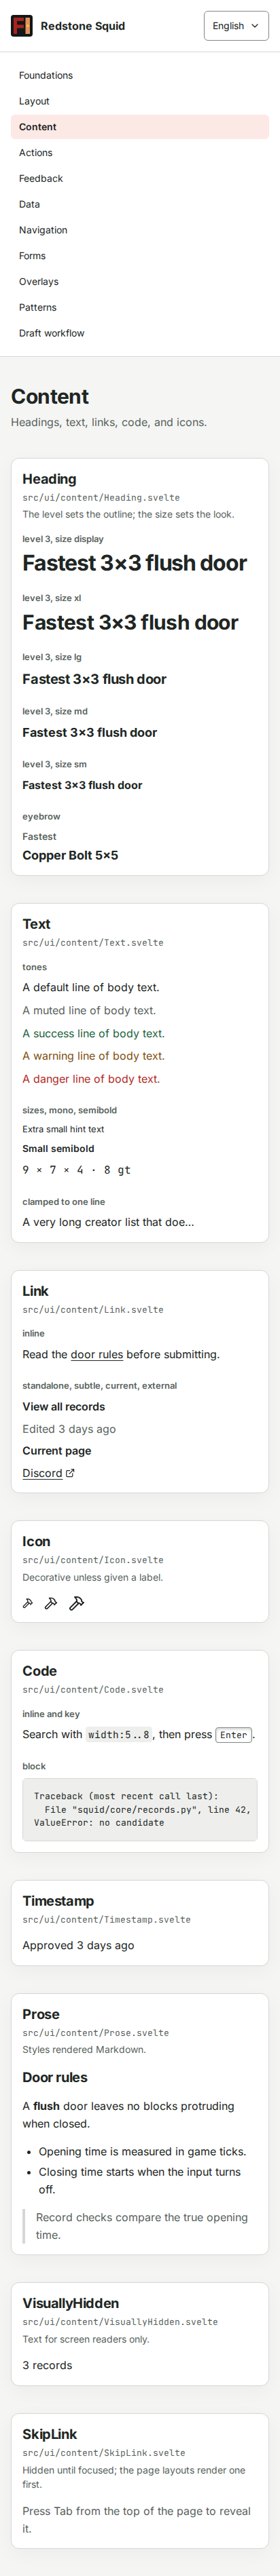 Redstone Squid
English
Foundations
Layout
Content
Actions
Feedback
Data
Navigation
Forms
Overlays
Patterns
Draft workflow
Content
Headings, text, links, code, and icons.
Heading
src/ui/content/Heading.svelte
The level sets the outline; the size sets the look.
level 3, size display
Fastest 3×3 flush door
level 3, size xl
Fastest 3×3 flush door
level 3, size lg
Fastest 3×3 flush door
level 3, size md
Fastest 3×3 flush door
level 3, size sm
Fastest 3×3 flush door
eyebrow
Fastest
Copper Bolt 5×5
Text
src/ui/content/Text.svelte
tones
A default line of body text.
A muted line of body text.
A success line of body text.
A warning line of body text.
A danger line of body text.
sizes, mono, semibold
Extra small hint text
Small semibold
9 × 7 × 4 · 8 gt
clamped to one line
A very long creator list that doe…
Link
src/ui/content/Link.svelte
inline
Read the door rules before submitting.
standalone, subtle, current, external
View all records
Edited 3 days ago
Current page
Discord
Icon
src/ui/content/Icon.svelte
Decorative unless given a label.
Code
src/ui/content/Code.svelte
inline and key
Search with width:5..8, then press Enter.
block
Traceback (most recent call last):
File "squid/core/records.py", line 42,
ValueError: no candidate
Timestamp
src/ui/content/Timestamp.svelte
Approved 3 days ago
Prose
src/ui/content/Prose.svelte
Styles rendered Markdown.
Door rules
A flush door leaves no blocks protruding
when closed.
• Opening time is measured in game ticks.
• Closing time starts when the input turns
off.
Record checks compare the true opening
time.
VisuallyHidden
src/ui/content/VisuallyHidden.svelte
Text for screen readers only.
3 records
SkipLink
src/ui/content/SkipLink.svelte
Hidden until focused; the page layouts render one
first.
Press Tab from the top of the page to reveal
it.